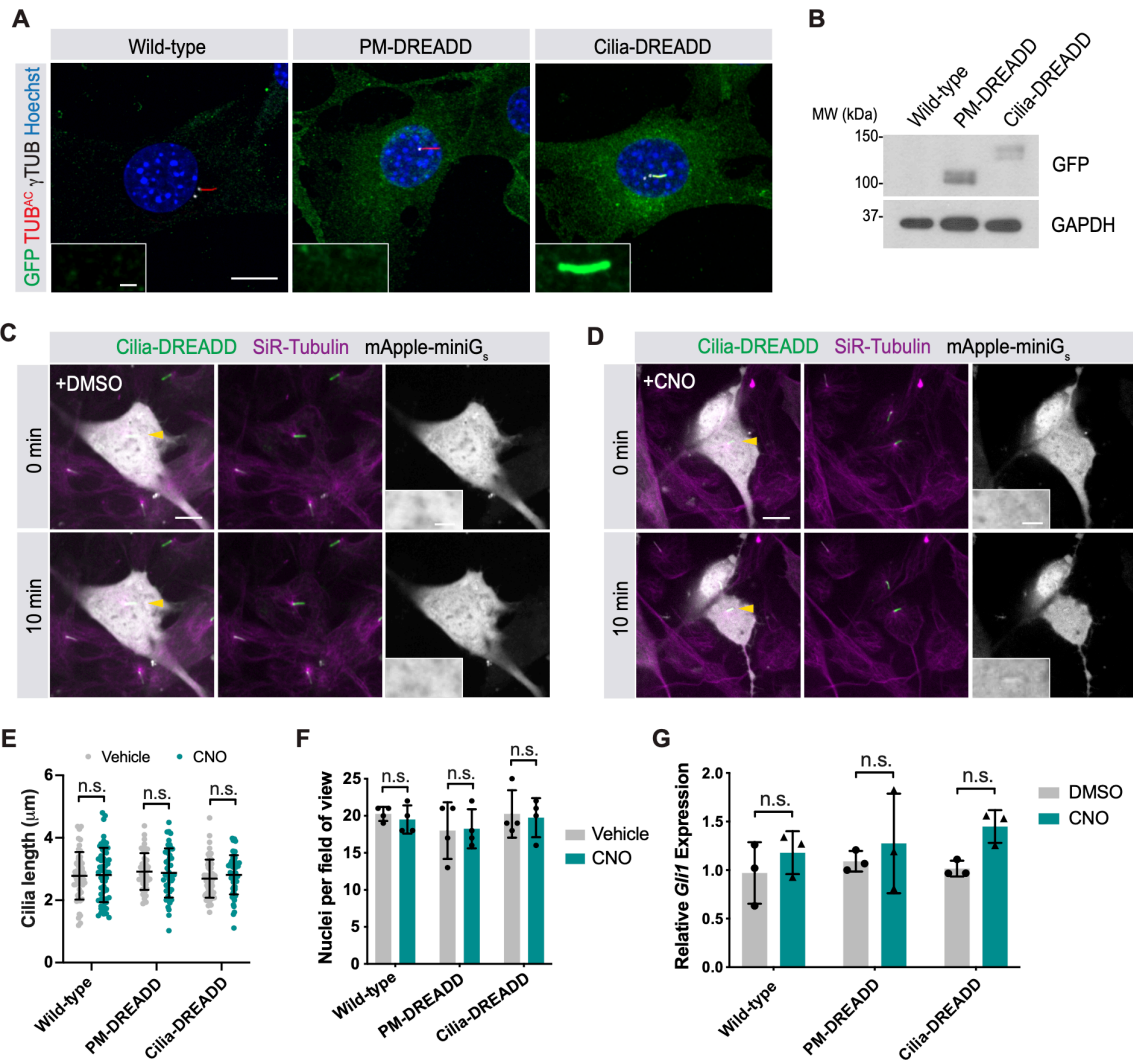 A
Wild-type
PM-DREADD
Cilia-DREADD
GFP TUBAC γTUB Hoechst
B
Wild-type
PM-DREADD
Cilia-DREADD
MW (kDa)
150
100-
37-
GFP
GAPDH
C
Cilia-DREADD SiR-Tubulin mApple-miniGs
+DMSO
0 min
10 min
D
Cilia-DREADD SiR-Tubulin mApple-miniGs
+CNO
0 min
10 min
E
Vehicle CNO
n.s. n.s. n.s.
Cilia length (μm)
6
4
2
0
Wild-type
PM-DREADD
Cilia-DREADD
F
n.s. n.s. n.s.
Nuclei per field of view
25
20
15
10
5
0
Wild-type
PM-DREADD
Cilia-DREADD
Vehicle
CNO
G
n.s. n.s. n.s.
Relative Gli1 Expression
2.0
1.5
1.0
0.5
0.0
Wild-type
PM-DREADD
Cilia-DREADD
DMSO
CNO